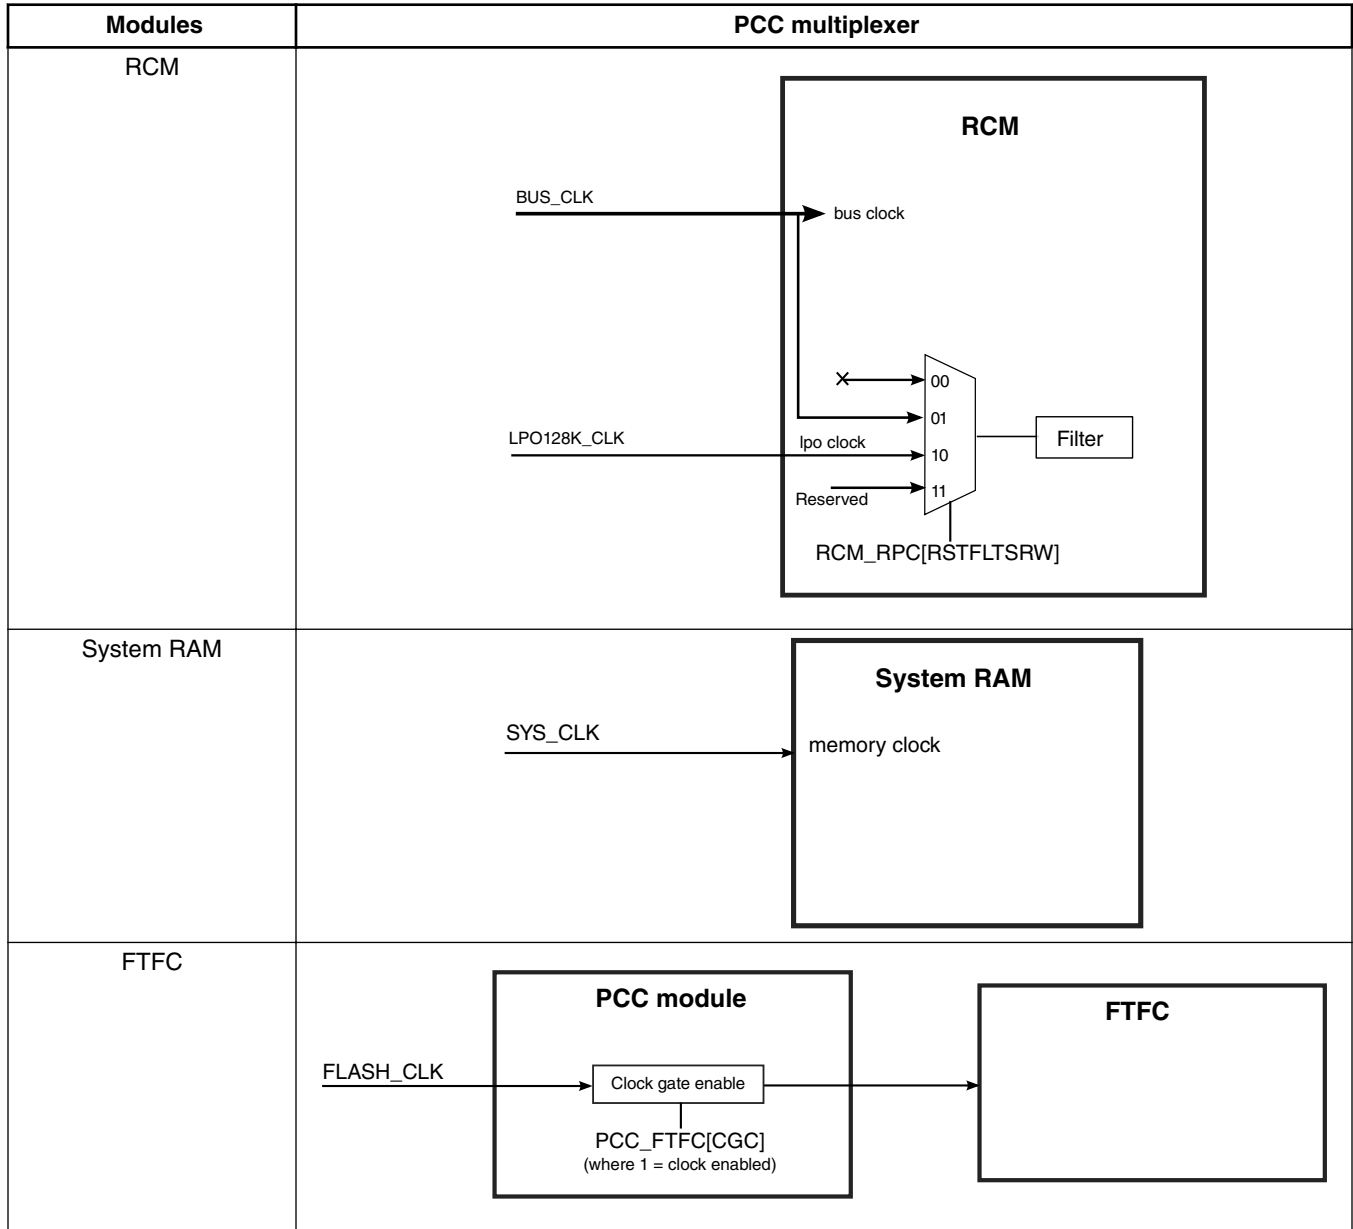 Modules
PCC multiplexer
RCM
RCM
BUS_CLK
bus clock
00
01
LPO128K_CLK
lpo clock
10
Filter
Reserved
11
RCM_RPC[RSTFLTSRW]
System RAM
System RAM
SYS_CLK
memory clock
FTFC
PCC module
FTFC
FLASH_CLK
Clock gate enable
PCC_FTFC[CGC]
(where 1 = clock enabled)